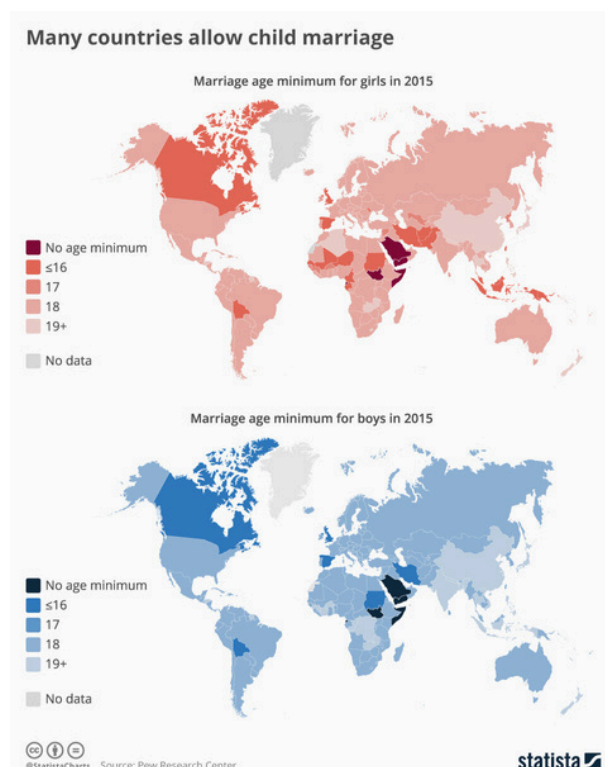 Many countries allow child marriage
Marriage age minimum for girls in 2015
No age minimum
≤16
17
18
19+
No data
Marriage age minimum for boys in 2015
No age minimum
≤16
17
18
19+
No data
@StatistaCharts Source: Pew Research Center
statista